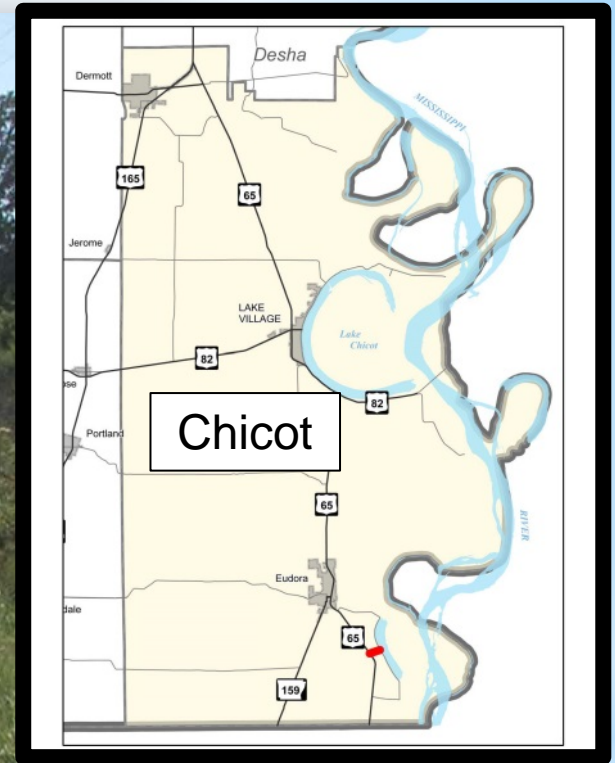 Desha
Dermott
MISSISSIPPI
165
65
Jerome
LAKE
VILLAGE
Lake
Chicot
82
82
Chicot
Portland
65
RIVER
Eudora
65
159